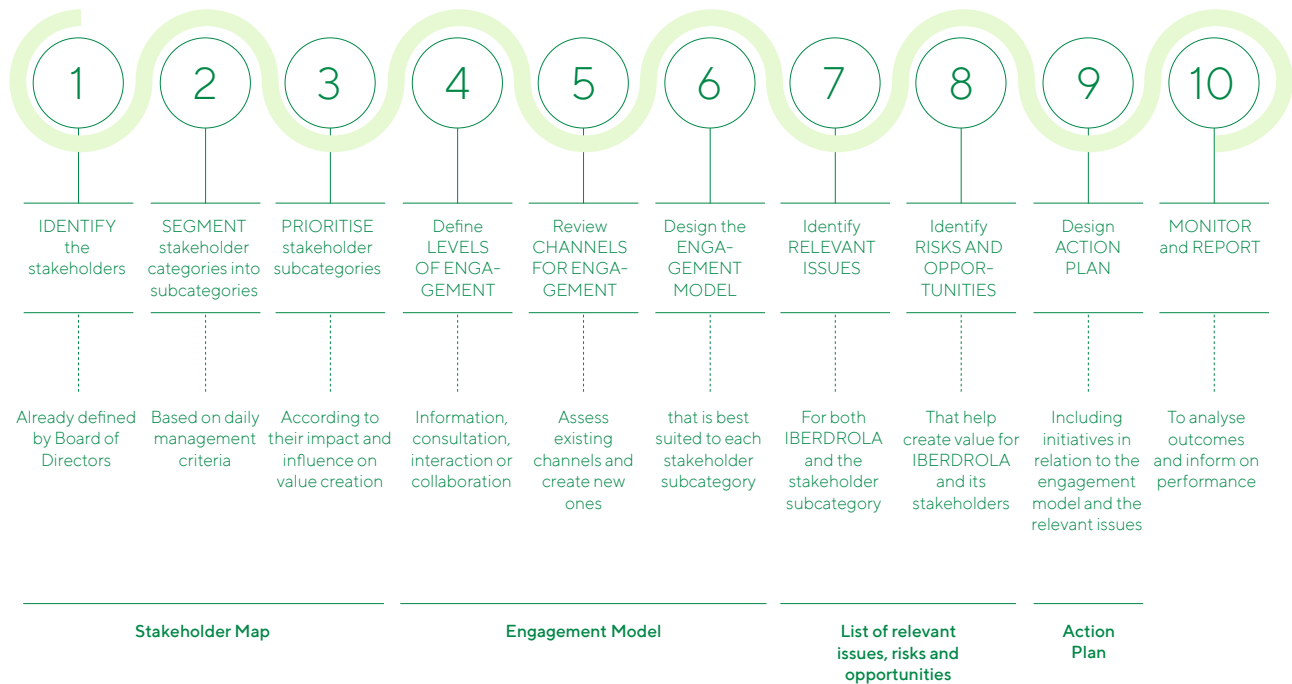 1
2
3
4
5
6
7
8
9
10
IDENTIFY
the
stakeholders
SEGMENT
stakeholder
categories into
subcategories
PRIORITISE
stakeholder
subcategories
Define
LEVELS
OF ENGA-
GEMENT
Review
CHANNELS
FOR ENGA-
GEMENT
Design the
ENGA-
GEMENT
MODEL
Identify
RELEVANT
ISSUES
Identify
RISKS AND
OPPOR-
TUNITIES
Design
ACTION
PLAN
MONITOR
and REPORT
Already defined
by Board of
Directors
Based on daily
management
criteria
According to
their impact and
influence on
value creation
Information,
consultation,
interaction or
collaboration
Assess
existing
channels and
create new
ones
that is best
suited to each
stakeholder
subcategory
For both
IBERDROLA
and the
stakeholder
subcategory
That help
create value for
IBERDROLA
and its
stakeholders
Including
initiatives in
relation to the
engagement
model and the
relevant issues
To analyse
outcomes
and inform on
performance
Stakeholder Map
Engagement Model
List of relevant
issues, risks and
opportunities
Action
Plan